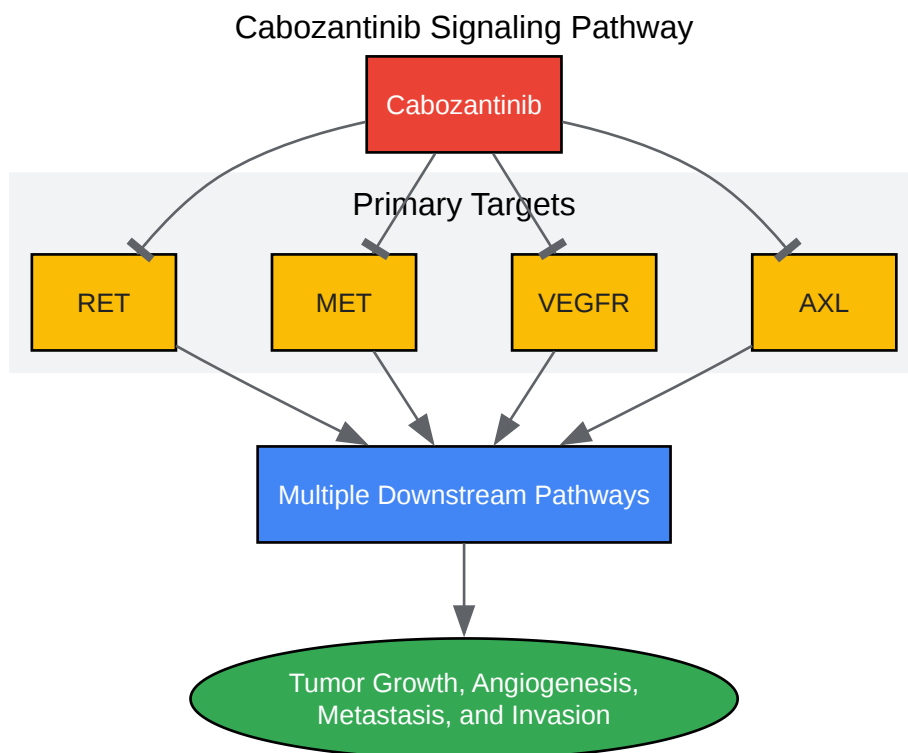 Cabozantinib Signaling Pathway
Cabozantinib
Primary Targets
RET
MET
VEGFR
AXL
Multiple Downstream Pathways
Tumor Growth, Angiogenesis,
Metastasis, and Invasion